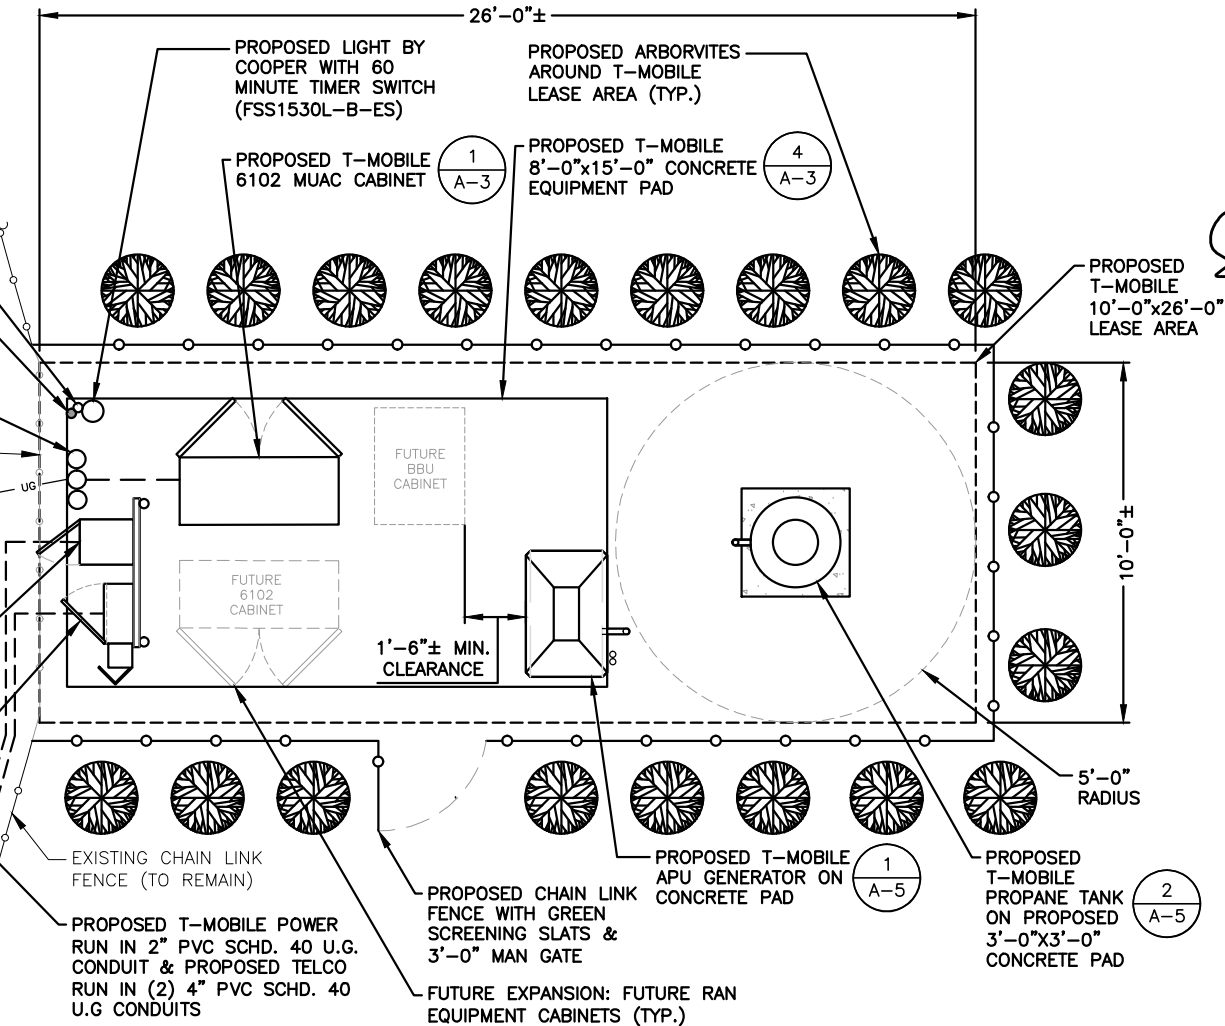 26'-0"±
PROPOSED LIGHT BY
COOPER WITH 60
MINUTE TIMER SWITCH
(FSS1530L-B-ES)
PROPOSED ARBORVITES
AROUND T-MOBILE
LEASE AREA (TYP.)
PROPOSED T-MOBILE
6102 MUAC CABINET
1
A-3
PROPOSED T-MOBILE
8'-0"x15'-0" CONCRETE
EQUIPMENT PAD
4
A-3
PROPOSED
T-MOBILE
10'-0"x26'-0"
LEASE AREA
FUTURE
BBU
CABINET
UG
FUTURE
6102
CABINET
1'-6"± MIN.
CLEARANCE
10'-0"±
5'-0"
RADIUS
EXISTING CHAIN LINK
FENCE (TO REMAIN)
PROPOSED T-MOBILE POWER
RUN IN 2" PVC SCHD. 40 U.G.
CONDUIT & PROPOSED TELCO
RUN IN (2) 4" PVC SCHD. 40
U.G CONDUITS
PROPOSED CHAIN LINK
FENCE WITH GREEN
SCREENING SLATS &
3'-0" MAN GATE
FUTURE EXPANSION: FUTURE RAN
EQUIPMENT CABINETS (TYP.)
PROPOSED T-MOBILE
APU GENERATOR ON
CONCRETE PAD
1
A-5
PROPOSED
T-MOBILE
PROPANE TANK
ON PROPOSED
3'-0"X3'-0"
CONCRETE PAD
2
A-5